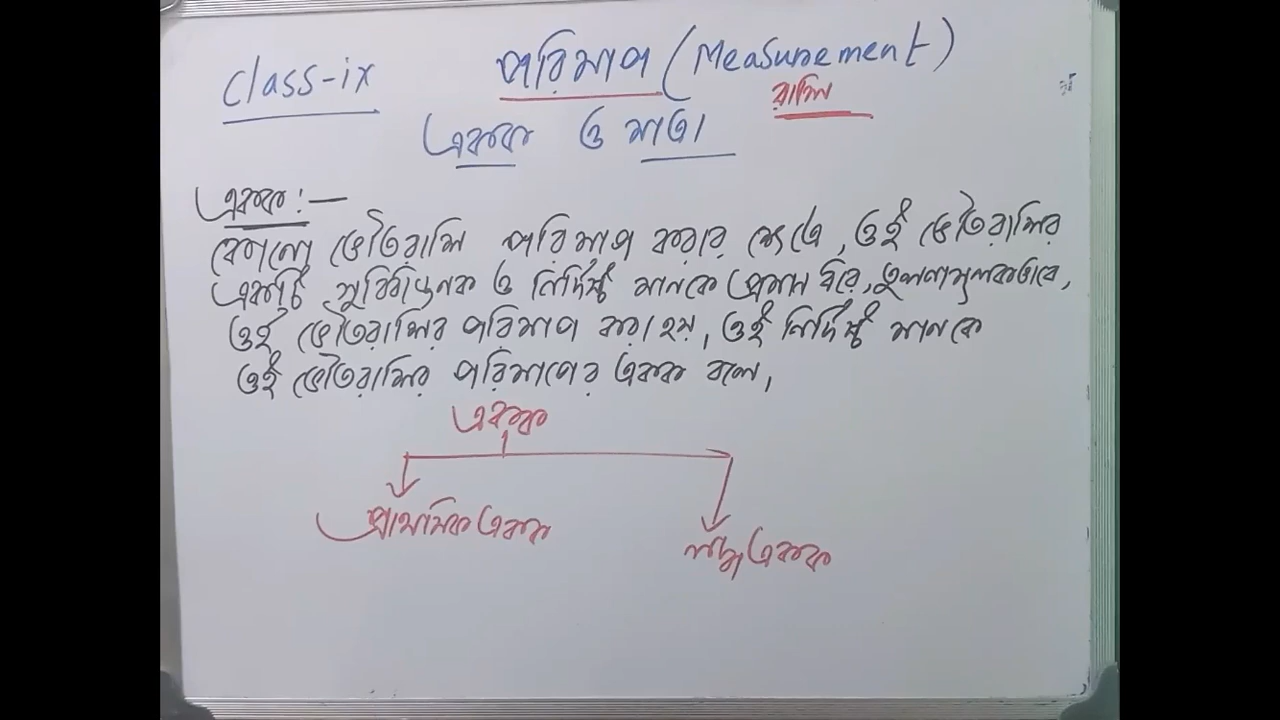 class-ix
পরিমাপ (Measurement)
রাশি
একক ও মাত্রা
একক :—
কোনো ভৌতরাশি পরিমাপ করার ক্ষেত্রে, ওই ভৌতরাশির
একটি সুবিধাজনক ও নির্দিষ্ট মানকে প্রমাণ ধরে, তুলনামূলকভাবে,
ওই ভৌতরাশির পরিমাপ করা হয়, ওই নির্দিষ্ট মানকে
ওই ভৌতরাশির পরিমাপের একক বলে,
একক
প্রাথমিক একক
লব্ধ একক